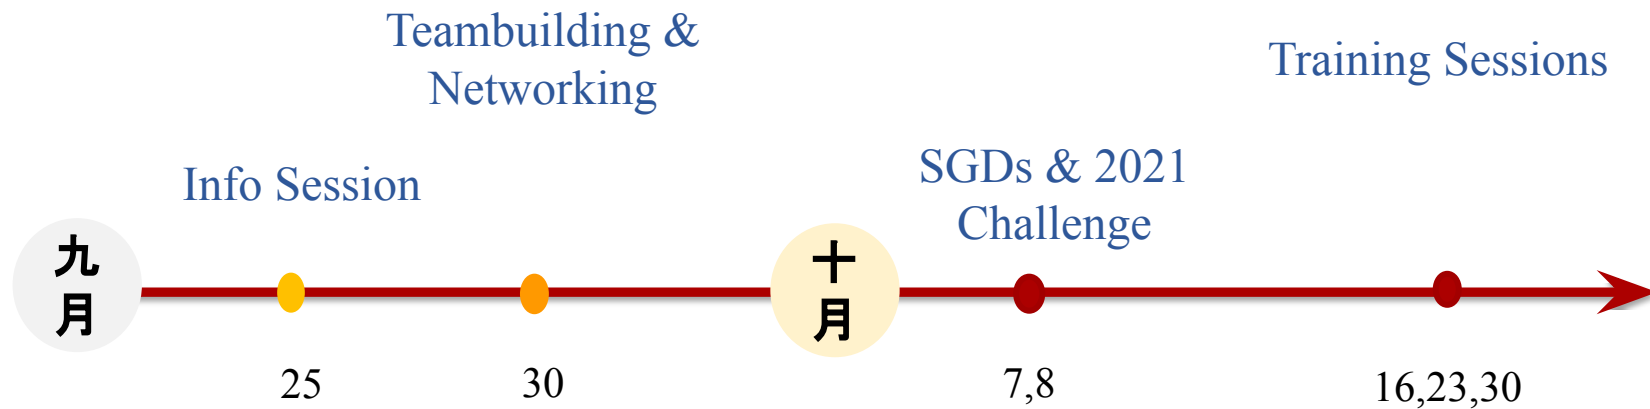 Teambuilding &
Networking
Training Sessions
Info Session
SGDs & 2021
Challenge
九
月
十
月
25
30
7,8
16,23,30